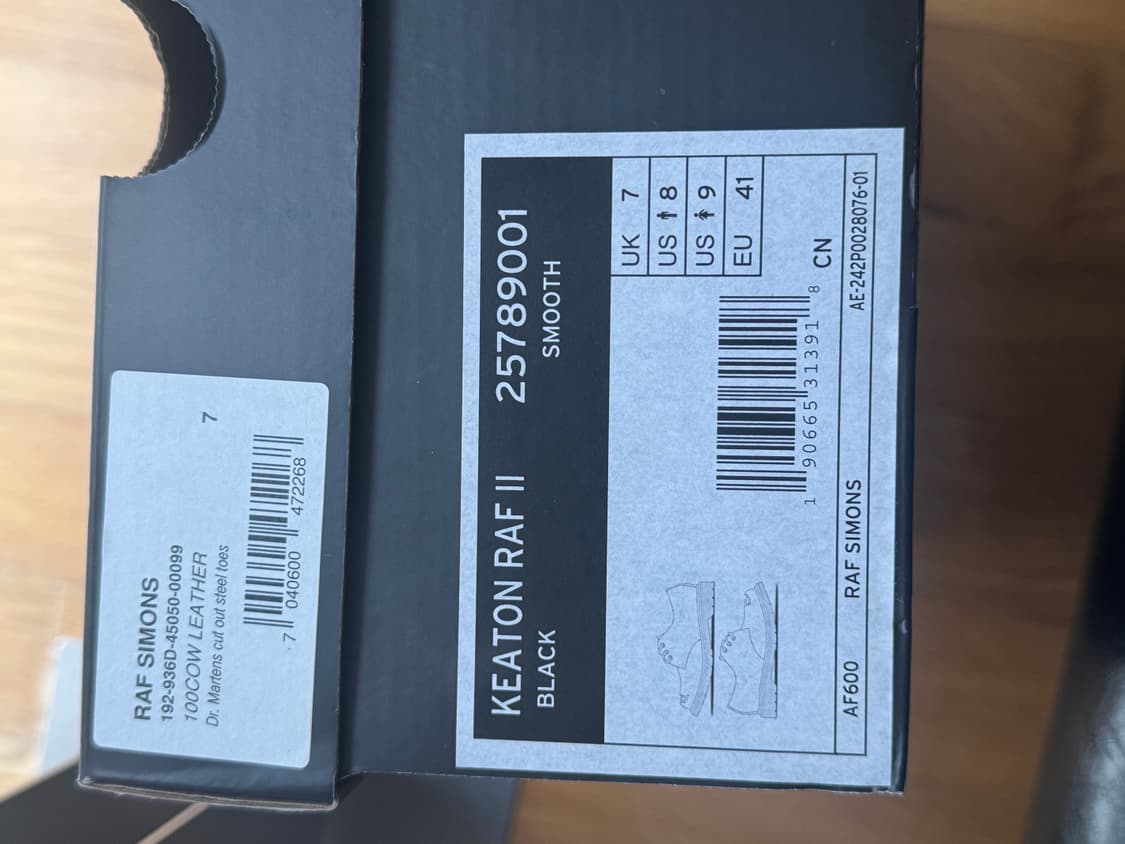 RAF SIMONS
192-936D-45050-00099
100COW LEATHER
Dr. Martens cut out steel toes
7
7 040600 472268
KEATON RAF II 25789001
BLACK SMOOTH
UK 7
US 8
US 9
EU 41
1 90665 31391 8
CN
AF600 RAF SIMONS AE-242P0028076-01